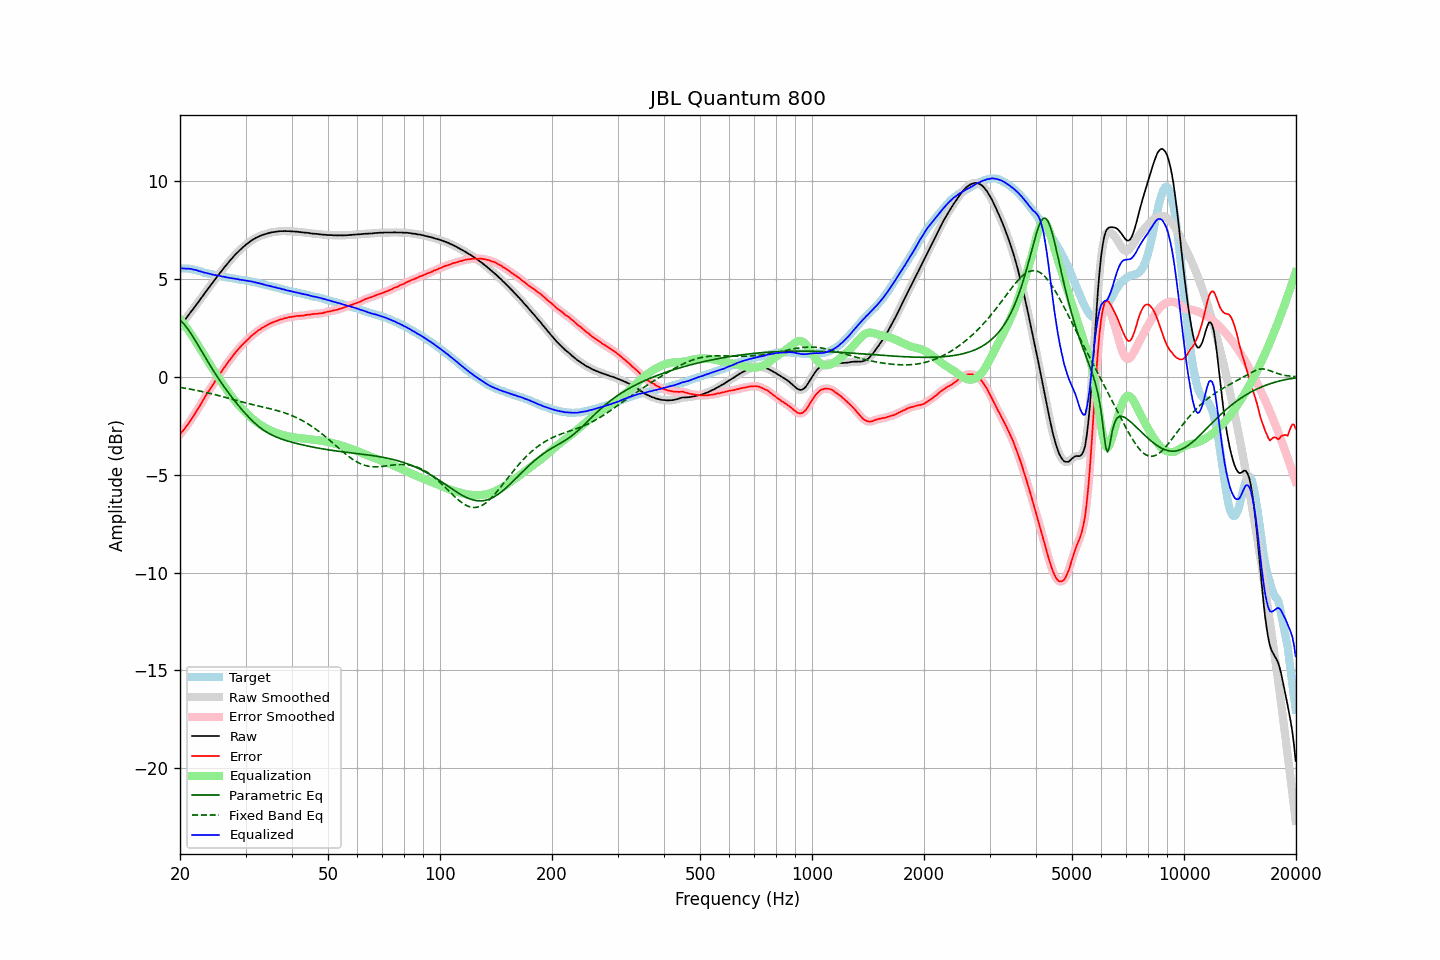 JBL Quantum 800
Amplitude (dBr)
10
5
0
−5
−10
−15
−20
Target
Raw Smoothed
Error Smoothed
Raw
Error
Equalization
Parametric Eq
Fixed Band Eq
Equalized
20 50 100 200 500 1000 2000 5000 10000 20000
Frequency (Hz)